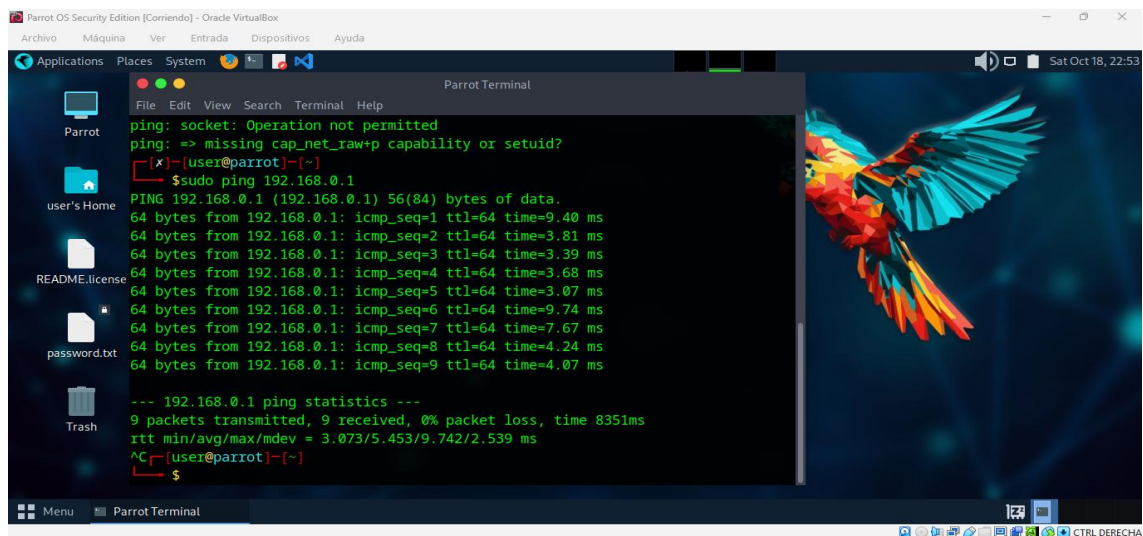 Parrot OS Security Edition [Corriendo] - Oracle VirtualBox
Archivo Máquina Ver Entrada Dispositivos Ayuda
Applications Places System
Sat Oct 18, 22:53
Parrot Terminal
File Edit View Search Terminal Help
Parrot
user's Home
README.license
password.txt
Trash
ping: socket: Operation not permitted
ping: => missing cap_net_raw+p capability or setuid?
┌─[✗]─[user@parrot]─[~]
└──╼ $sudo ping 192.168.0.1
PING 192.168.0.1 (192.168.0.1) 56(84) bytes of data.
64 bytes from 192.168.0.1: icmp_seq=1 ttl=64 time=9.40 ms
64 bytes from 192.168.0.1: icmp_seq=2 ttl=64 time=3.81 ms
64 bytes from 192.168.0.1: icmp_seq=3 ttl=64 time=3.39 ms
64 bytes from 192.168.0.1: icmp_seq=4 ttl=64 time=3.68 ms
64 bytes from 192.168.0.1: icmp_seq=5 ttl=64 time=3.07 ms
64 bytes from 192.168.0.1: icmp_seq=6 ttl=64 time=9.74 ms
64 bytes from 192.168.0.1: icmp_seq=7 ttl=64 time=7.67 ms
64 bytes from 192.168.0.1: icmp_seq=8 ttl=64 time=4.24 ms
64 bytes from 192.168.0.1: icmp_seq=9 ttl=64 time=4.07 ms
--- 192.168.0.1 ping statistics ---
9 packets transmitted, 9 received, 0% packet loss, time 8351ms
rtt min/avg/max/mdev = 3.073/5.453/9.742/2.539 ms
^C┌─[user@parrot]─[~]
└──╼ $
Menu Parrot Terminal
CTRL DERECHA